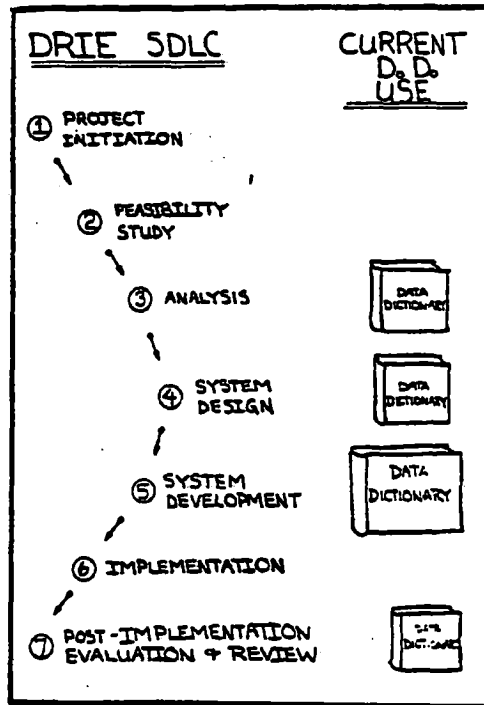 DRIE SDLC
CURRENT
D. D.
USE
① PROJECT
INITIATION
② FEASIBILITY
STUDY
③ ANALYSIS
DATA
DICTIONARY
④ SYSTEM
DESIGN
DATA
DICTIONARY
⑤ SYSTEM
DEVELOPMENT
DATA
DICTIONARY
⑥ IMPLEMENTATION
⑦ POST-IMPLEMENTATION
EVALUATION & REVIEW
DATA